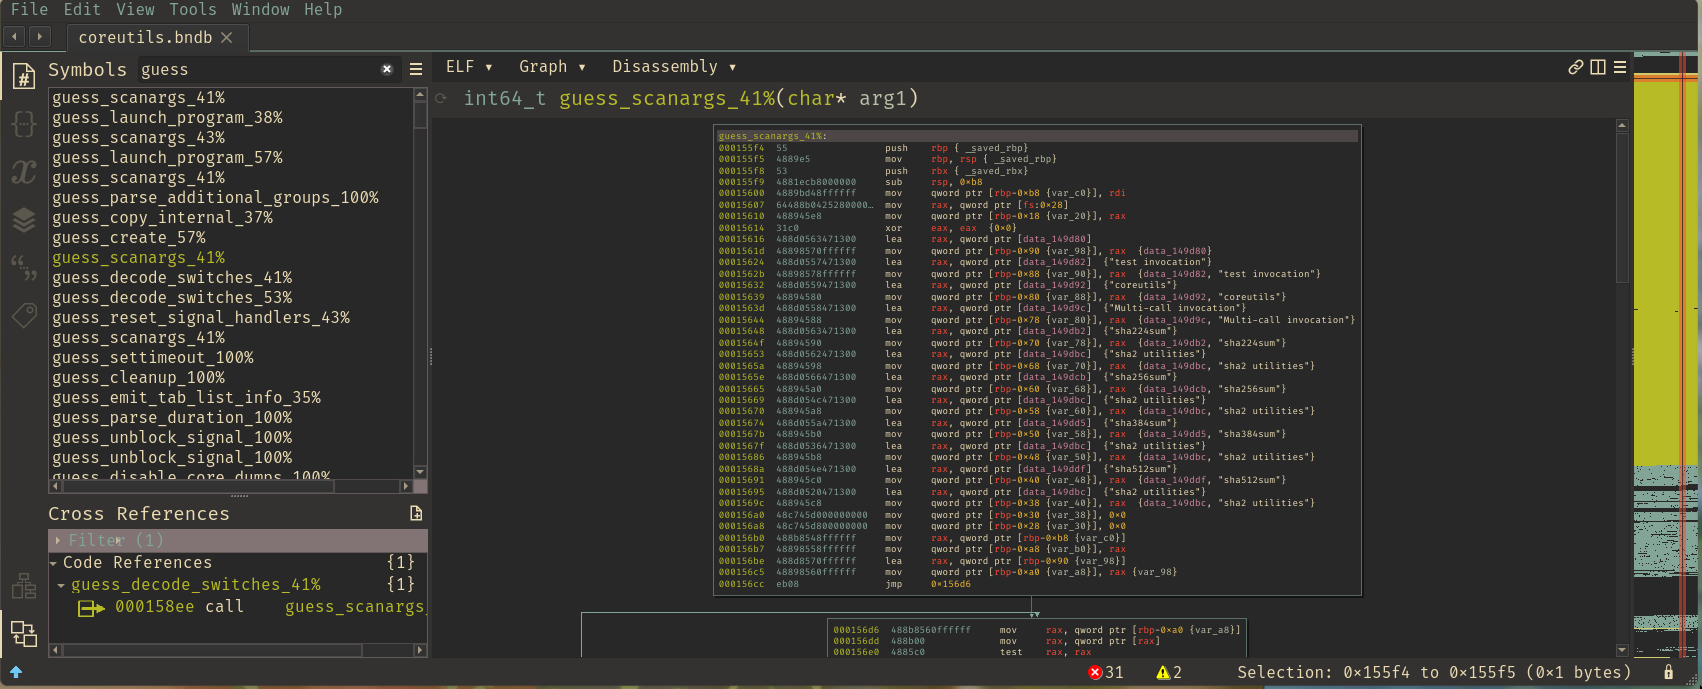 File Edit View Tools Window Help
coreutils.bndb
Symbols guess
guess_scanargs_41%
guess_launch_program_38%
guess_scanargs_43%
guess_launch_program_57%
guess_scanargs_41%
guess_parse_additional_groups_100%
guess_copy_internal_37%
guess_create_57%
guess_scanargs_41%
guess_decode_switches_41%
guess_decode_switches_53%
guess_reset_signal_handlers_43%
guess_scanargs_41%
guess_settimeout_100%
guess_cleanup_100%
guess_emit_tab_list_info_35%
guess_parse_duration_100%
guess_unblock_signal_100%
guess_unblock_signal_100%
guess_disable_core_dumps_100%
Cross References
Filter (1)
Code References {1}
guess_decode_switches_41% {1}
000158ee call guess_scanargs_
ELF ▾ Graph ▾ Disassembly ▾
int64_t guess_scanargs_41%(char* arg1)
guess_scanargs_41%:
000155f4 55 push rbp { _saved_rbp}
000155f5 4889e5 mov rbp, rsp { _saved_rbp}
000155f8 53 push rbx { _saved_rbx}
000155f9 4881ecb8000000 sub rsp, 0xb8
00015600 4889bd48ffffff mov qword ptr [rbp-0xb8 {var_c0}], rdi
00015607 64488b0425280000… mov rax, qword ptr [fs:0x28]
00015610 488945e8 mov qword ptr [rbp-0x18 {var_20}], rax
00015614 31c0 xor eax, eax {0x0}
00015616 488d0563471300 lea rax, qword ptr [data_149d80]
0001561d 48898570ffffff mov qword ptr [rbp-0x90 {var_98}], rax {data_149d80}
00015624 488d0557471300 lea rax, qword ptr [data_149d82] {"test invocation"}
0001562b 48898578ffffff mov qword ptr [rbp-0x88 {var_90}], rax {data_149d82, "test invocation"}
00015632 488d0559471300 lea rax, qword ptr [data_149d92] {"coreutils"}
00015639 48894580 mov qword ptr [rbp-0x80 {var_88}], rax {data_149d92, "coreutils"}
0001563d 488d0558471300 lea rax, qword ptr [data_149d9c] {"Multi-call invocation"}
00015644 48894588 mov qword ptr [rbp-0x78 {var_80}], rax {data_149d9c, "Multi-call invocation"}
00015648 488d0563471300 lea rax, qword ptr [data_149db2] {"sha224sum"}
0001564f 48894590 mov qword ptr [rbp-0x70 {var_78}], rax {data_149db2, "sha224sum"}
00015653 488d0562471300 lea rax, qword ptr [data_149dbc] {"sha2 utilities"}
0001565a 48894598 mov qword ptr [rbp-0x68 {var_70}], rax {data_149dbc, "sha2 utilities"}
0001565e 488d0566471300 lea rax, qword ptr [data_149dcb] {"sha256sum"}
00015665 488945a0 mov qword ptr [rbp-0x60 {var_68}], rax {data_149dcb, "sha256sum"}
00015669 488d054c471300 lea rax, qword ptr [data_149dbc] {"sha2 utilities"}
00015670 488945a8 mov qword ptr [rbp-0x58 {var_60}], rax {data_149dbc, "sha2 utilities"}
00015674 488d055a471300 lea rax, qword ptr [data_149dd5] {"sha384sum"}
0001567b 488945b0 mov qword ptr [rbp-0x50 {var_58}], rax {data_149dd5, "sha384sum"}
0001567f 488d0536471300 lea rax, qword ptr [data_149dbc] {"sha2 utilities"}
00015686 488945b8 mov qword ptr [rbp-0x48 {var_50}], rax {data_149dbc, "sha2 utilities"}
0001568a 488d054e471300 lea rax, qword ptr [data_149ddf] {"sha512sum"}
00015691 488945c0 mov qword ptr [rbp-0x40 {var_48}], rax {data_149ddf, "sha512sum"}
00015695 488d0520471300 lea rax, qword ptr [data_149dbc] {"sha2 utilities"}
0001569c 488945c8 mov qword ptr [rbp-0x38 {var_40}], rax {data_149dbc, "sha2 utilities"}
000156a0 48c745d000000000 mov qword ptr [rbp-0x30 {var_38}], 0x0
000156a8 48c745d800000000 mov qword ptr [rbp-0x28 {var_30}], 0x0
000156b0 488b8548ffffff mov rax, qword ptr [rbp-0xb8 {var_c0}]
000156b7 48898558ffffff mov qword ptr [rbp-0xa8 {var_b0}], rax
000156be 488d8570ffffff lea rax, qword ptr [rbp-0x90 {var_98}]
000156c5 48898560ffffff mov qword ptr [rbp-0xa0 {var_a8}], rax {var_98}
000156cc eb08 jmp 0x156d6
000156d6 488b8560ffffff mov rax, qword ptr [rbp-0xa0 {var_a8}]
000156dd 488b00 mov rax, qword ptr [rax]
000156e0 4885c0 test rax, rax
31 2 Selection: 0x155f4 to 0x155f5 (0x1 bytes)